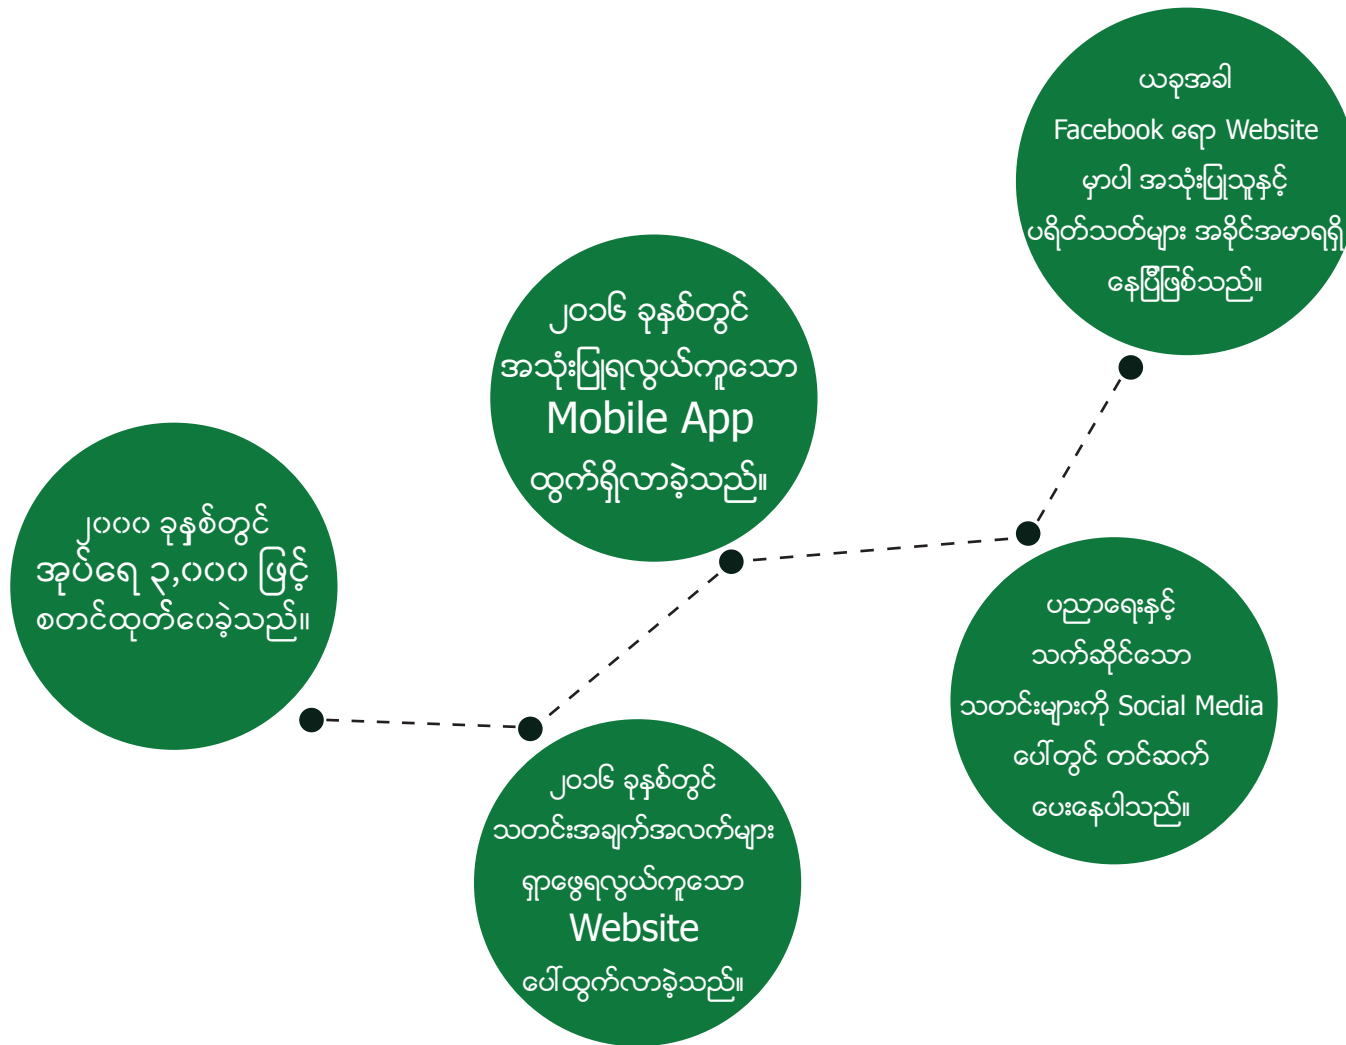 ၂၀၀၀ ခုနှစ်တွင်
အုပ်ရေ ၃,၀၀၀ ဖြင့်
စတင်ထုတ်ဝေခဲ့သည်။
၂၀၁၆ ခုနှစ်တွင်
သတင်းအချက်အလက်များ
ရှာဖွေရလွယ်ကူသော
Website
ပေါ်ထွက်လာခဲ့သည်။
၂၀၁၆ ခုနှစ်တွင်
အသုံးပြုရလွယ်ကူသော
Mobile App
ထွက်ရှိလာခဲ့သည်။
ပညာရေးနှင့်
သက်ဆိုင်သော
သတင်းများကို Social Media
ပေါ်တွင် တင်ဆက်
ပေးနေပါသည်။
ယခုအခါ
Facebook ရော Website
မှာပါ အသုံးပြုသူနှင့်
ပရိတ်သတ်များ အခိုင်အမာရရှိ
နေပြီဖြစ်သည်။